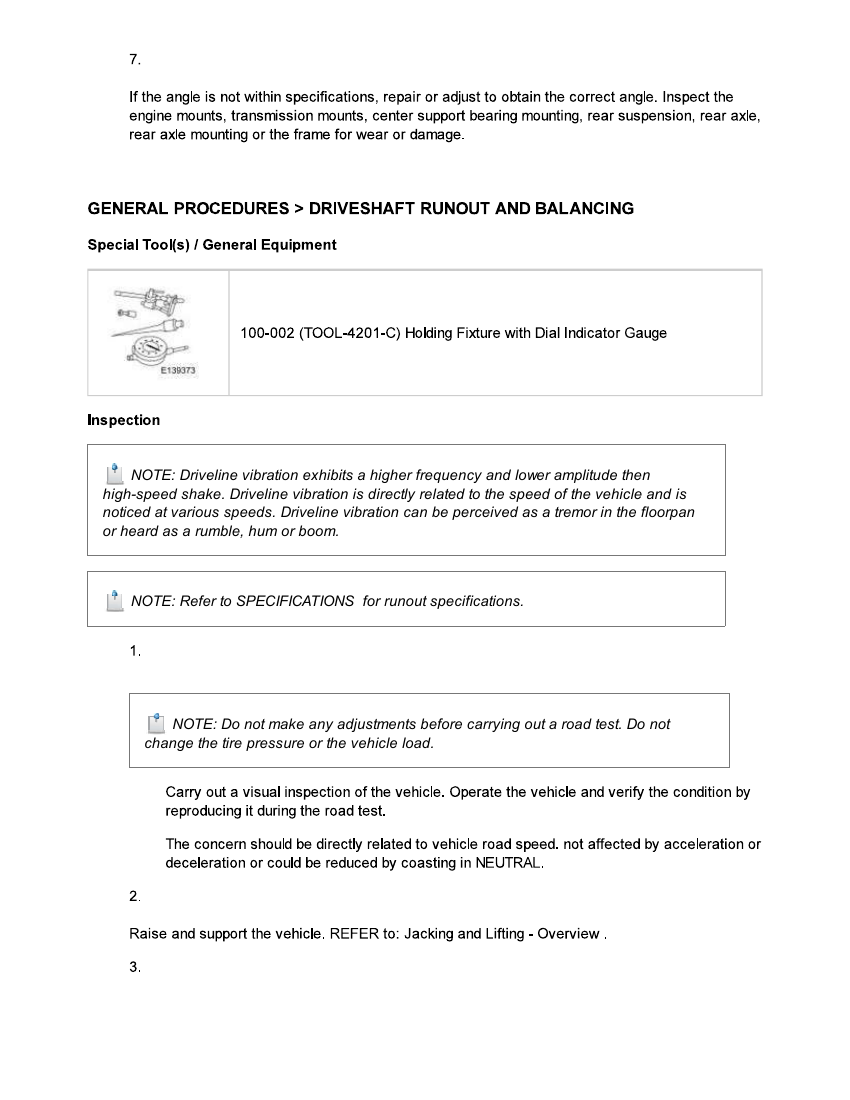 7.
If the angle is not within specifications, repair or adjust to obtain the correct angle. Inspect the
engine mounts, transmission mounts, center support bearing mounting, rear suspension, rear axle,
rear axle mounting or the frame for wear or damage.
GENERAL PROCEDURES > DRIVESHAFT RUNOUT AND BALANCING
Special Tool(s) / General Equipment
E139373
100-002 (TOOL-4201-C) Holding Fixture with Dial Indicator Gauge
Inspection
NOTE: Driveline vibration exhibits a higher frequency and lower amplitude then
high-speed shake. Driveline vibration is directly related to the speed of the vehicle and is
noticed at various speeds. Driveline vibration can be perceived as a tremor in the floorpan
or heard as a rumble, hum or boom.
NOTE: Refer to SPECIFICATIONS for runout specifications.
1.
NOTE: Do not make any adjustments before carrying out a road test. Do not
change the tire pressure or the vehicle load.
Carry out a visual inspection of the vehicle. Operate the vehicle and verify the condition by
reproducing it during the road test.
The concern should be directly related to vehicle road speed. not affected by acceleration or
deceleration or could be reduced by coasting in NEUTRAL.
2.
Raise and support the vehicle. REFER to: Jacking and Lifting - Overview .
3.